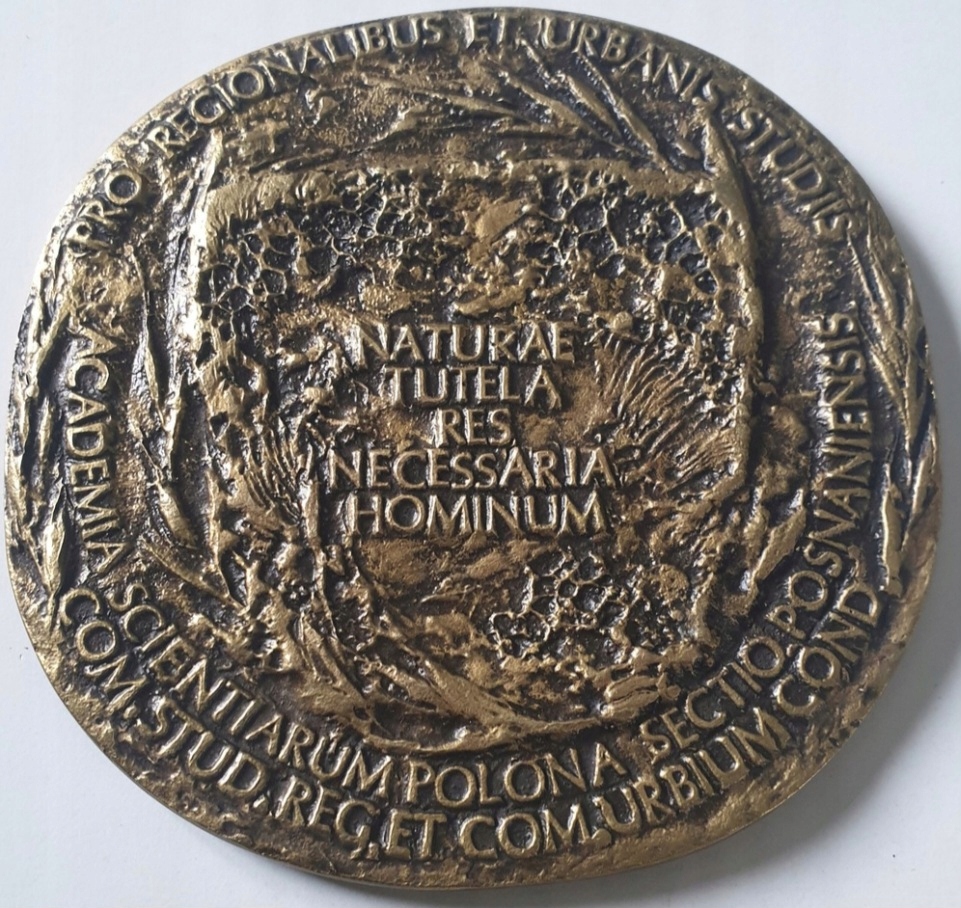 PRO REGIONALIBUS ET URBANIS STUDIIS
NATURAE
TUTELA
RES
NECESSARIA
HOMINUM
ACADEMIA SCIENTIARUM POLONA SECTIO POSNANIENSIS
COM. STUD. REG. ET COM. URBIUM COND.